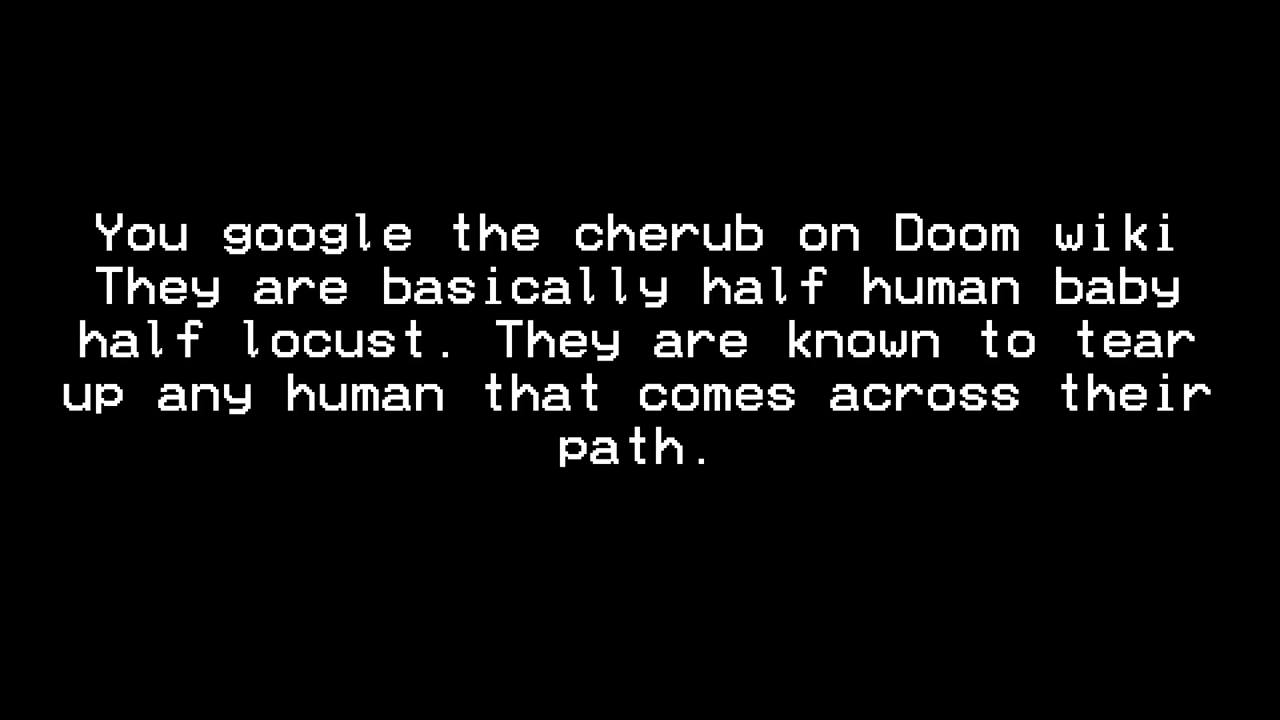 You google the cherub on Doom wiki
They are basically half human baby
half locust. They are known to tear
up any human that comes across their
path.